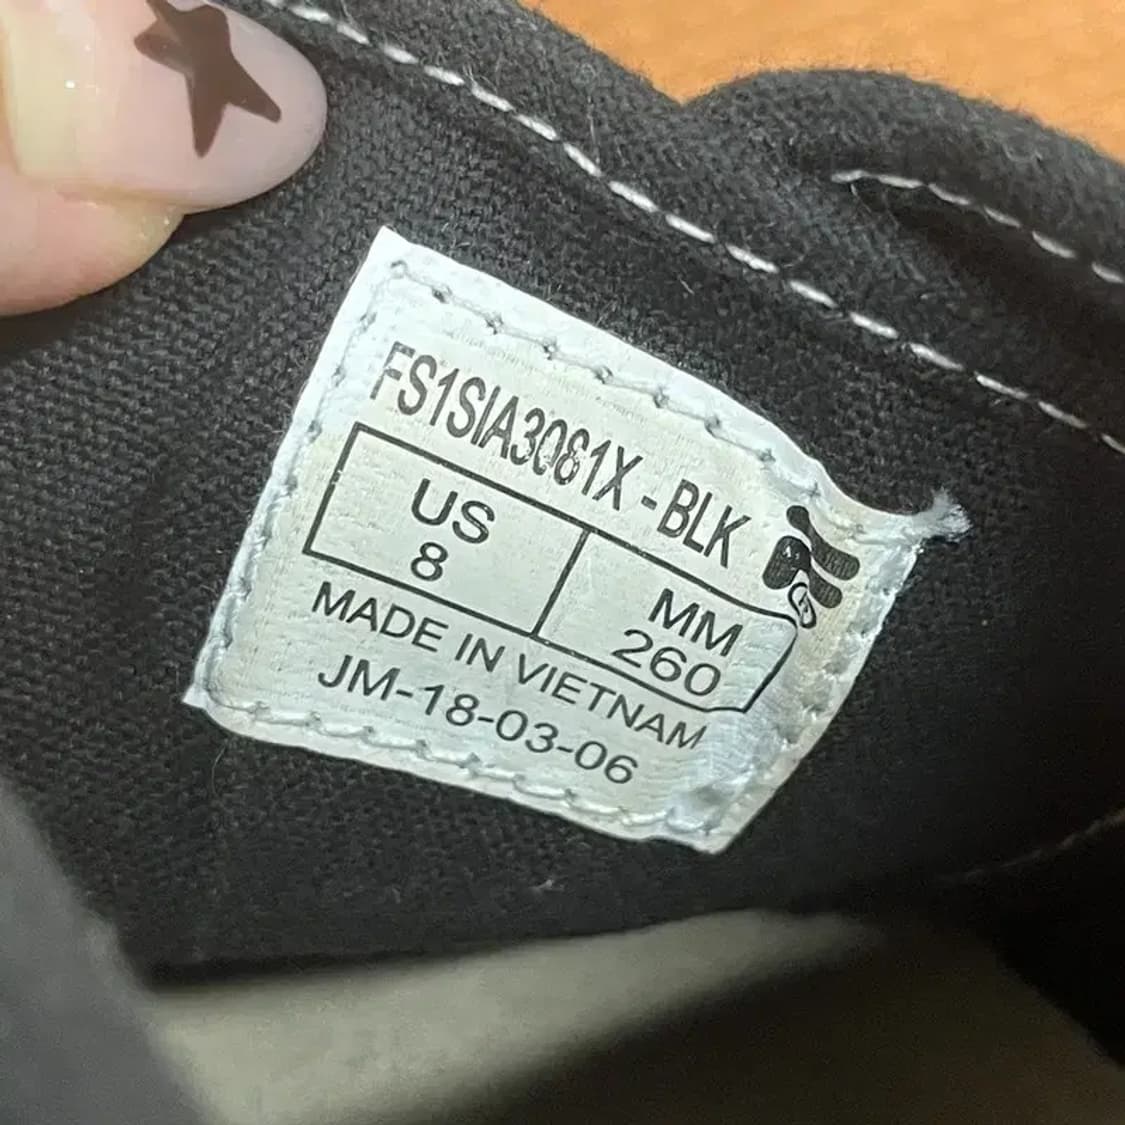 FS1SIA3081X - BLK
US
8
MM
260
MADE IN VIETNAM
JM-18-03-06